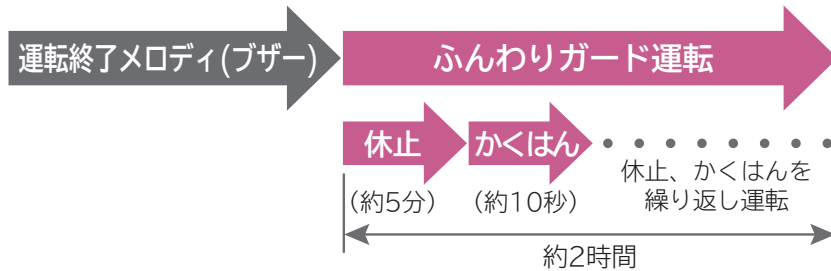 運転終了メロディ(ブザー)
ふんわりガード運転
休止
かくはん
(約5分)
(約10秒)
休止、かくはんを
繰り返し運転
約2時間